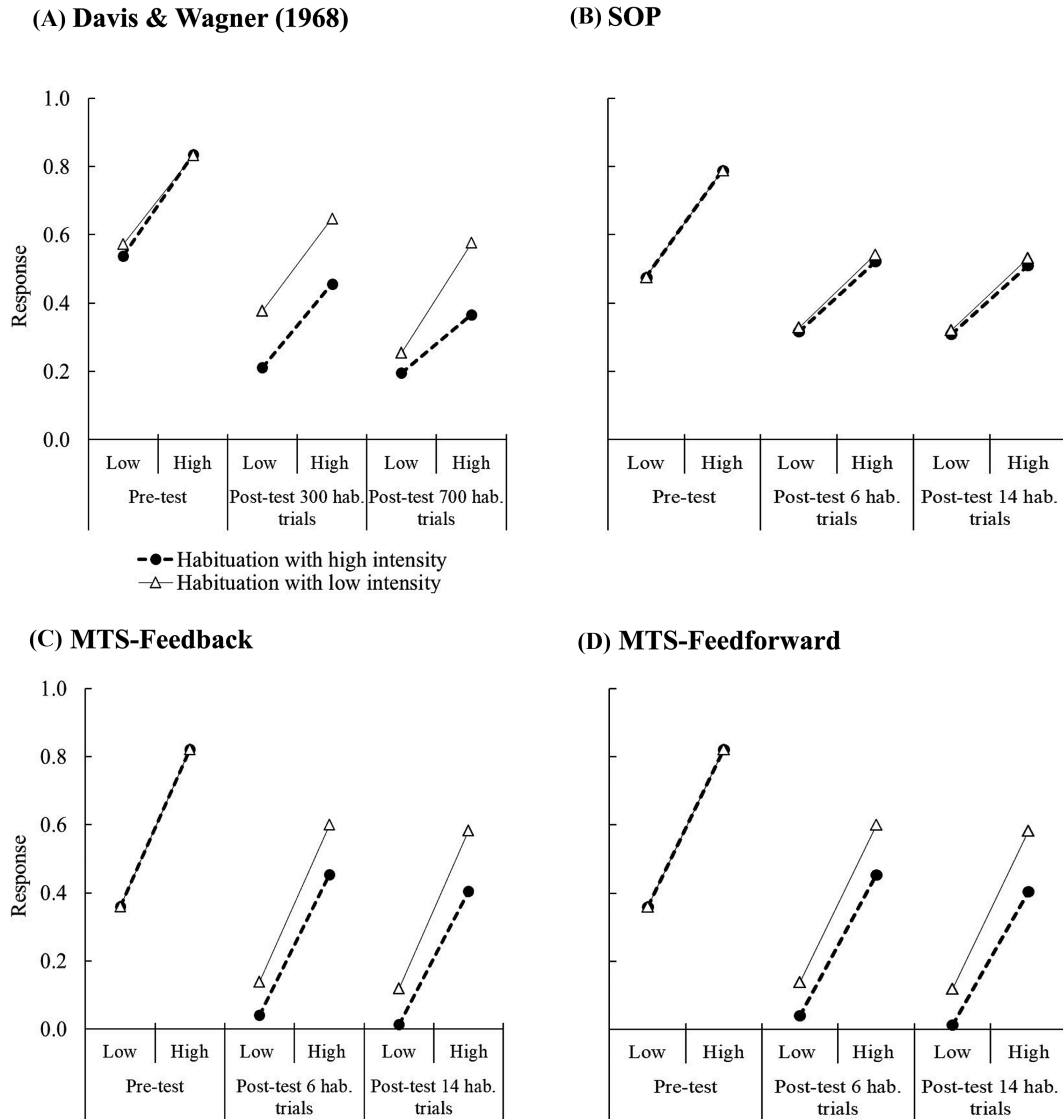 (A) Davis & Wagner (1968)
(B) SOP
1.0
0.8
0.6
0.4
0.2
0.0
Response
Low High Low High Low High
Pre-test Post-test 300 hab. trials Post-test 700 hab. trials
Low High Low High Low High
Pre-test Post-test 6 hab. trials Post-test 14 hab. trials
Habituation with high intensity
Habituation with low intensity
(C) MTS-Feedback
(D) MTS-Feedforward
1.0
0.8
0.6
0.4
0.2
0.0
Response
Low High Low High Low High
Pre-test Post-test 6 hab. trials Post-test 14 hab. trials
Low High Low High Low High
Pre-test Post-test 6 hab. trials Post-test 14 hab. trials